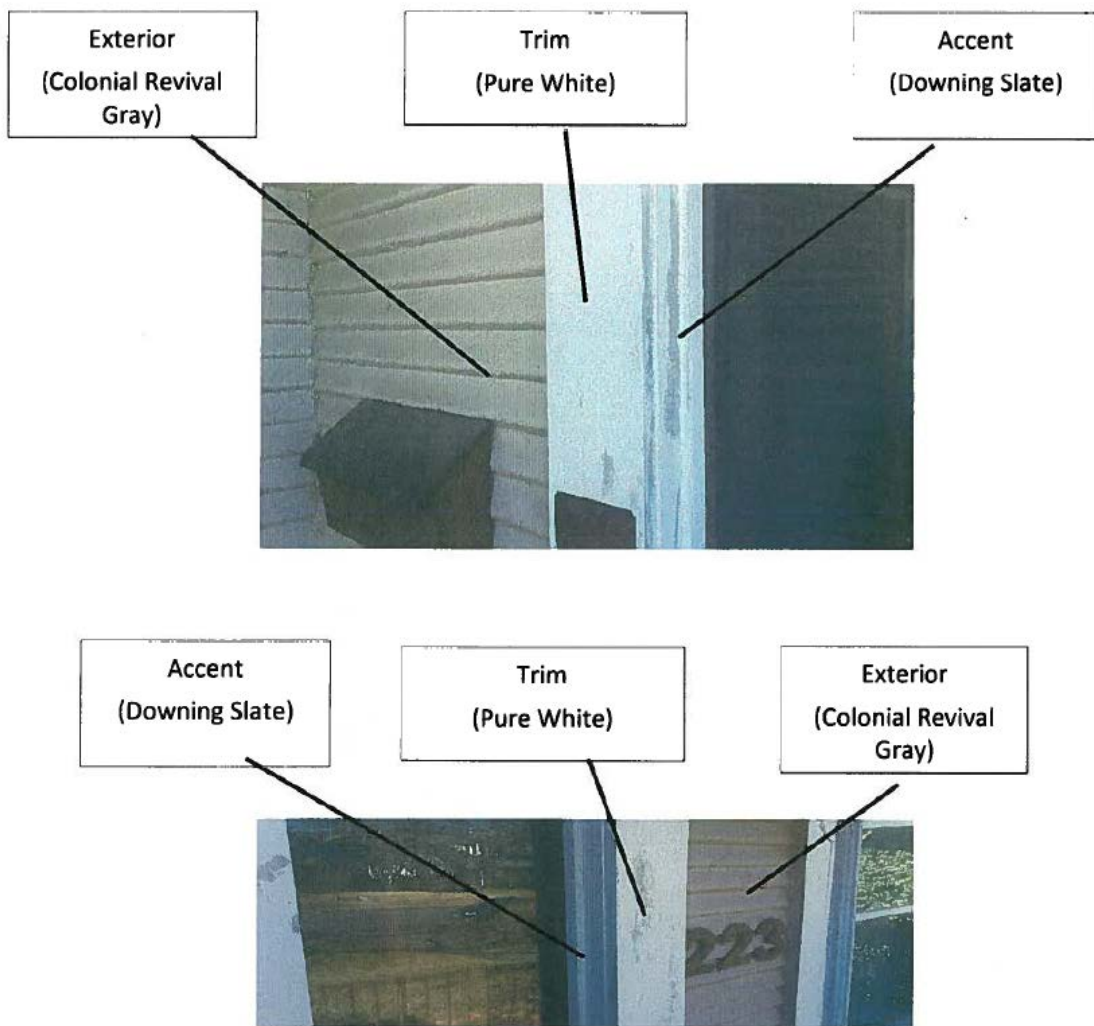 Exterior
(Colonial Revival
Gray)
Trim
(Pure White)
Accent
(Downing Slate)
Accent
(Downing Slate)
Trim
(Pure White)
Exterior
(Colonial Revival
Gray)
223